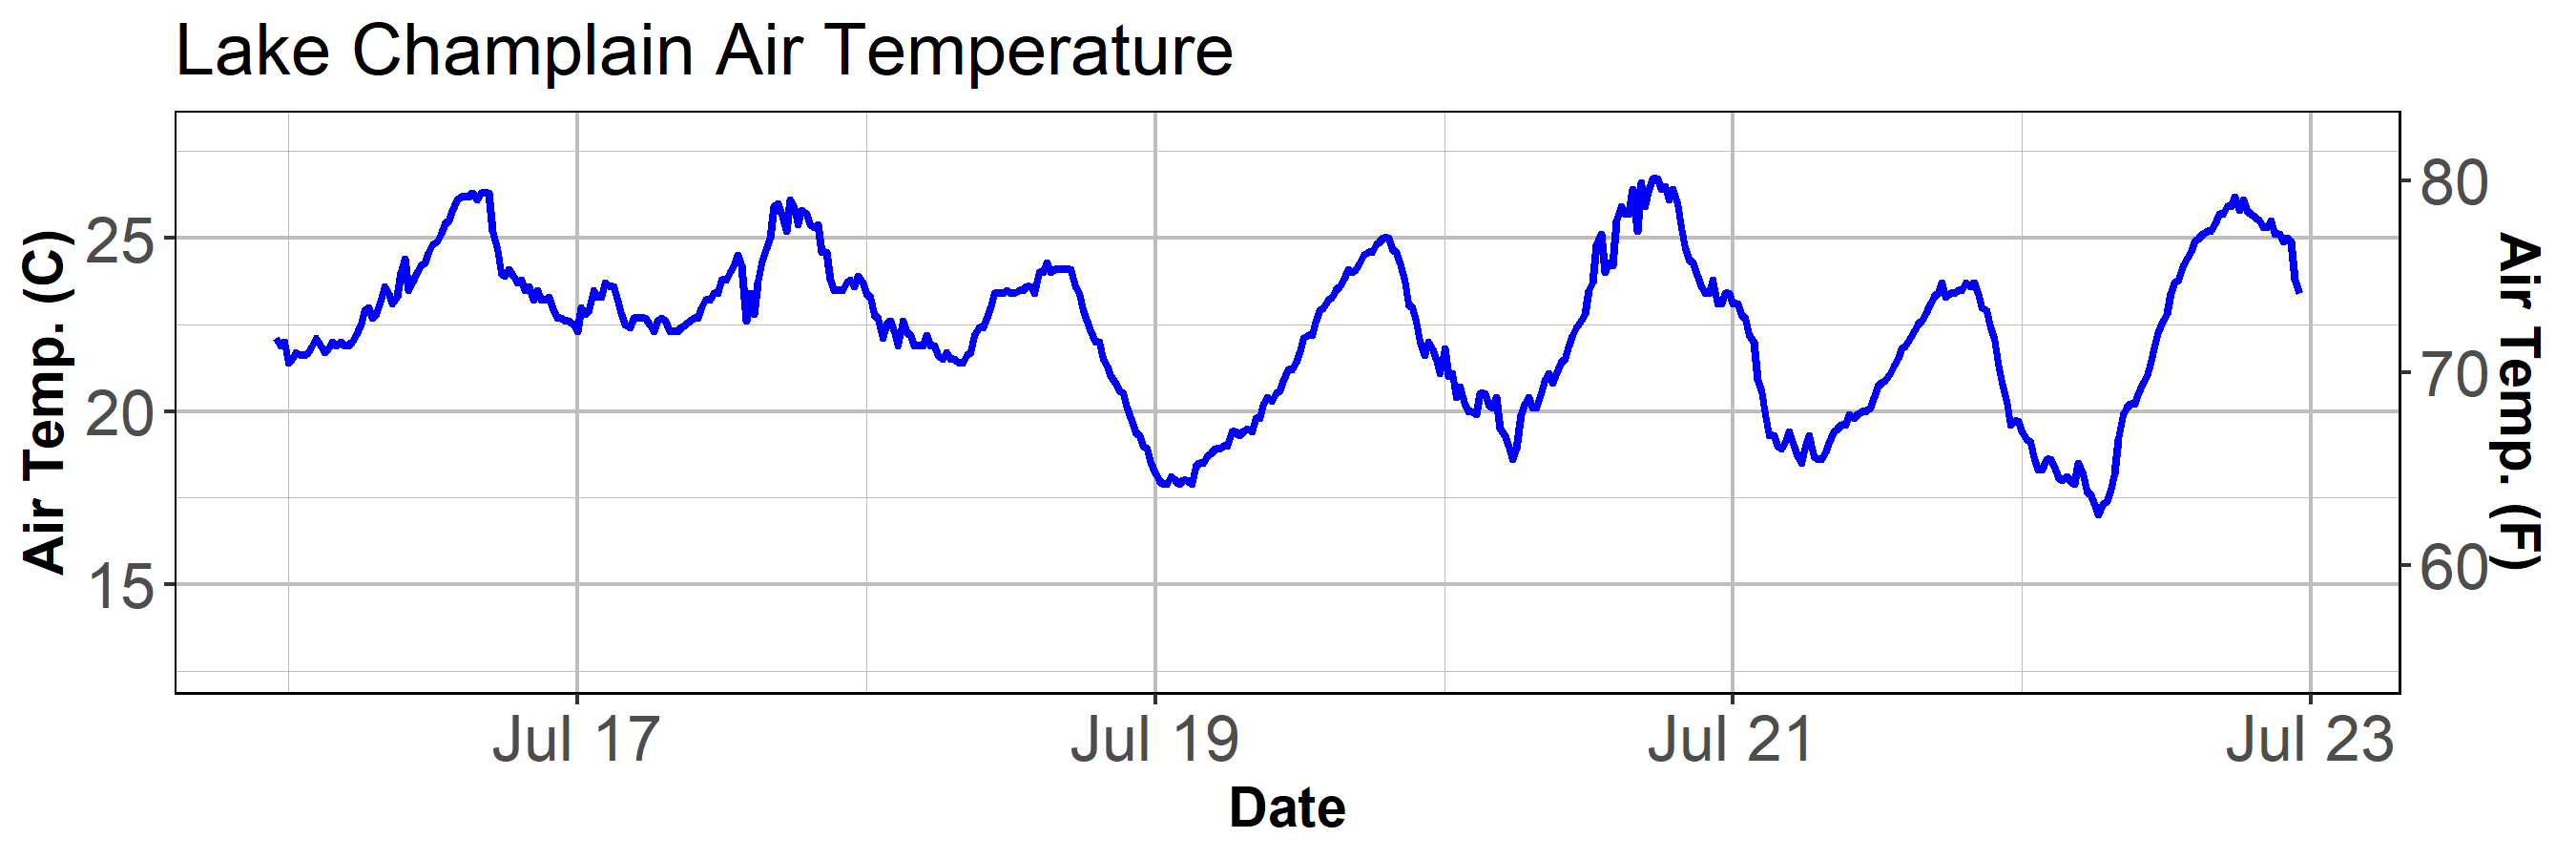 Lake Champlain Air Temperature
Air Temp. (C)
25
20
15
80
70
60
Air Temp. (F)
Jul 17
Jul 19
Jul 21
Jul 23
Date